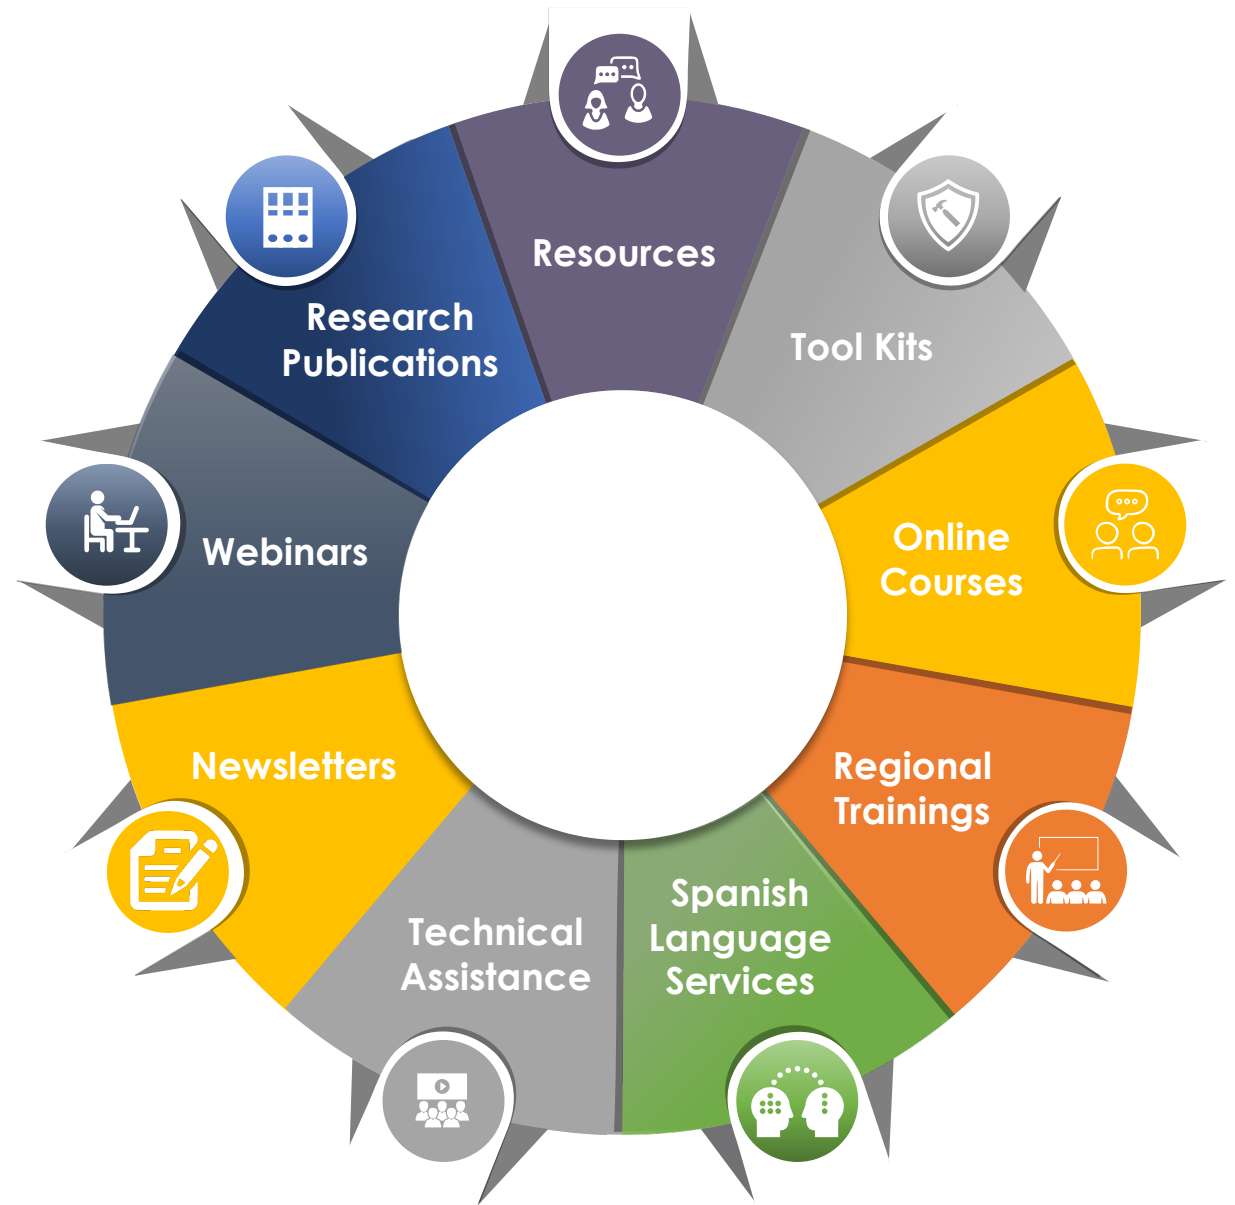 Resources
Tool Kits
Online
Courses
Regional
Trainings
Spanish
Language
Services
Technical
Assistance
Newsletters
Webinars
Research
Publications